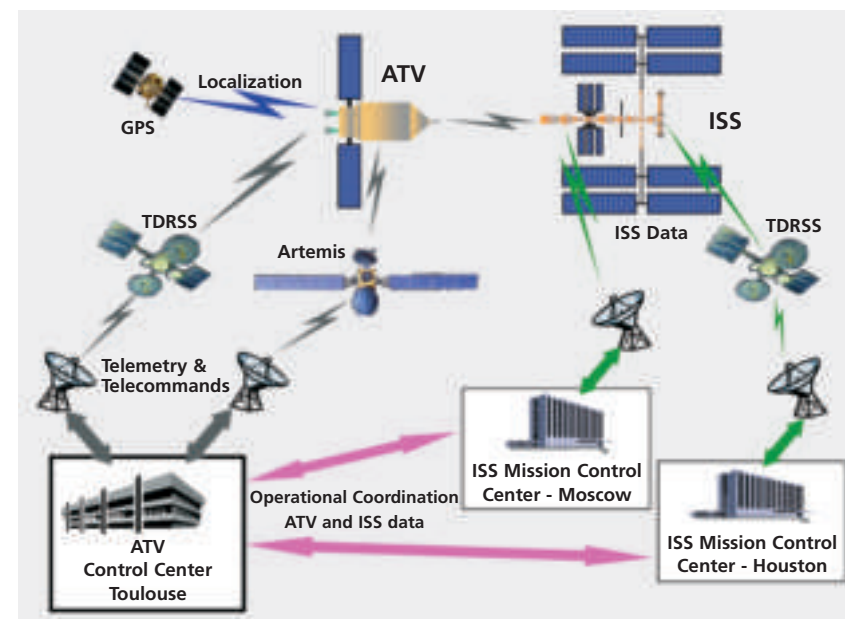 Localization
ATV
GPS
ISS
TDRSS
ISS Data
TDRSS
Artemis
Telemetry &
Telecommands
ISS Mission Control
Center - Moscow
Operational Coordination
ATV and ISS data
ATV
Control Center
Toulouse
ISS Mission Control
Center - Houston